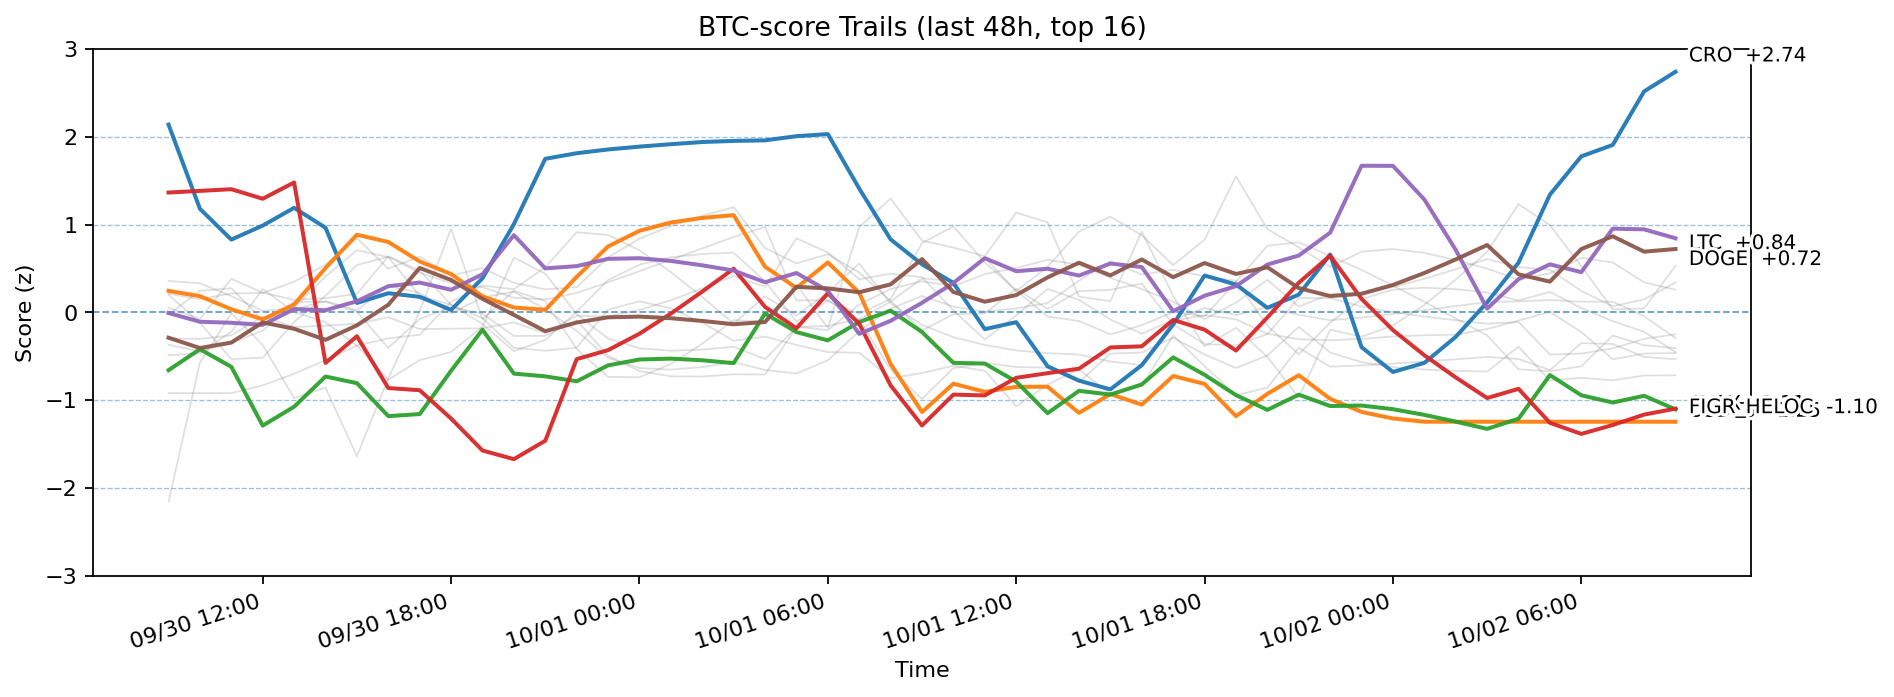 BTC-score Trails (last 48h, top 16)
Score (z)
3
2
1
0
−1
−2
−3
CRO +2.74
LTC +0.84
DOGE +0.72
FIGR_HELOC -1.10
09/30 12:00
09/30 18:00
10/01 00:00
10/01 06:00
10/01 12:00
10/01 18:00
10/02 00:00
10/02 06:00
Time